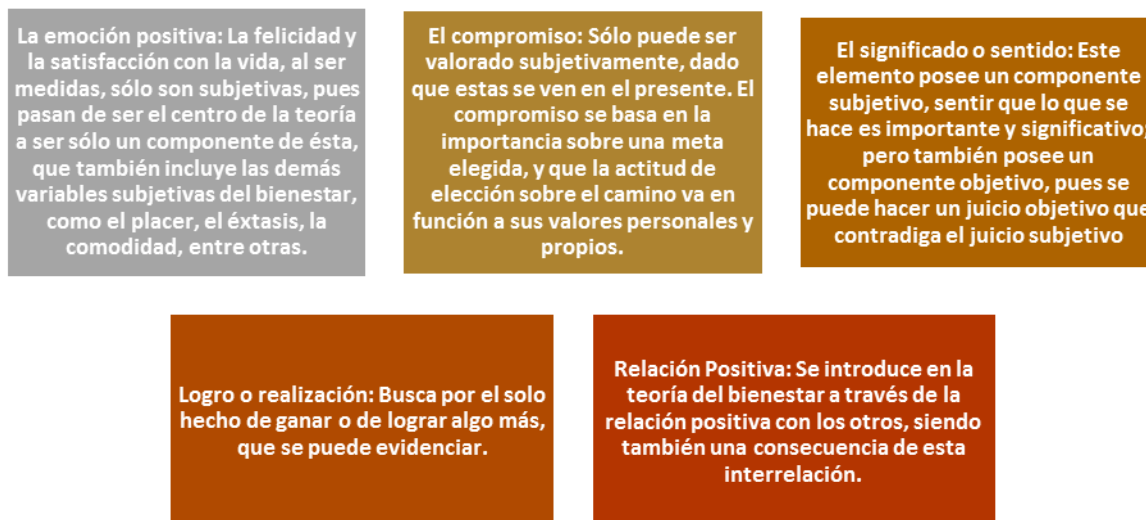 La emoción positiva: La felicidad y
la satisfacción con la vida, al ser
medidas, sólo son subjetivas, pues
pasan de ser el centro de la teoría
a ser sólo un componente de ésta,
que también incluye las demás
variables subjetivas del bienestar,
como el placer, el éxtasis, la
comodidad, entre otras.
El compromiso: Sólo puede ser
valorado subjetivamente, dado
que estas se ven en el presente. El
compromiso se basa en la
importancia sobre una meta
elegida, y que la actitud de
elección sobre el camino va en
función a sus valores personales y
propios.
El significado o sentido: Este
elemento posee un componente
subjetivo, sentir que lo que se
hace es importante y significativo,
pero también posee un
componente objetivo, pues se
puede hacer un juicio objetivo que
contradiga el juicio subjetivo
Logro o realización: Busca por el solo
hecho de ganar o de lograr algo más,
que se puede evidenciar.
Relación Positiva: Se introduce en la
teoría del bienestar a través de la
relación positiva con los otros, siendo
también una consecuencia de esta
interrelación.